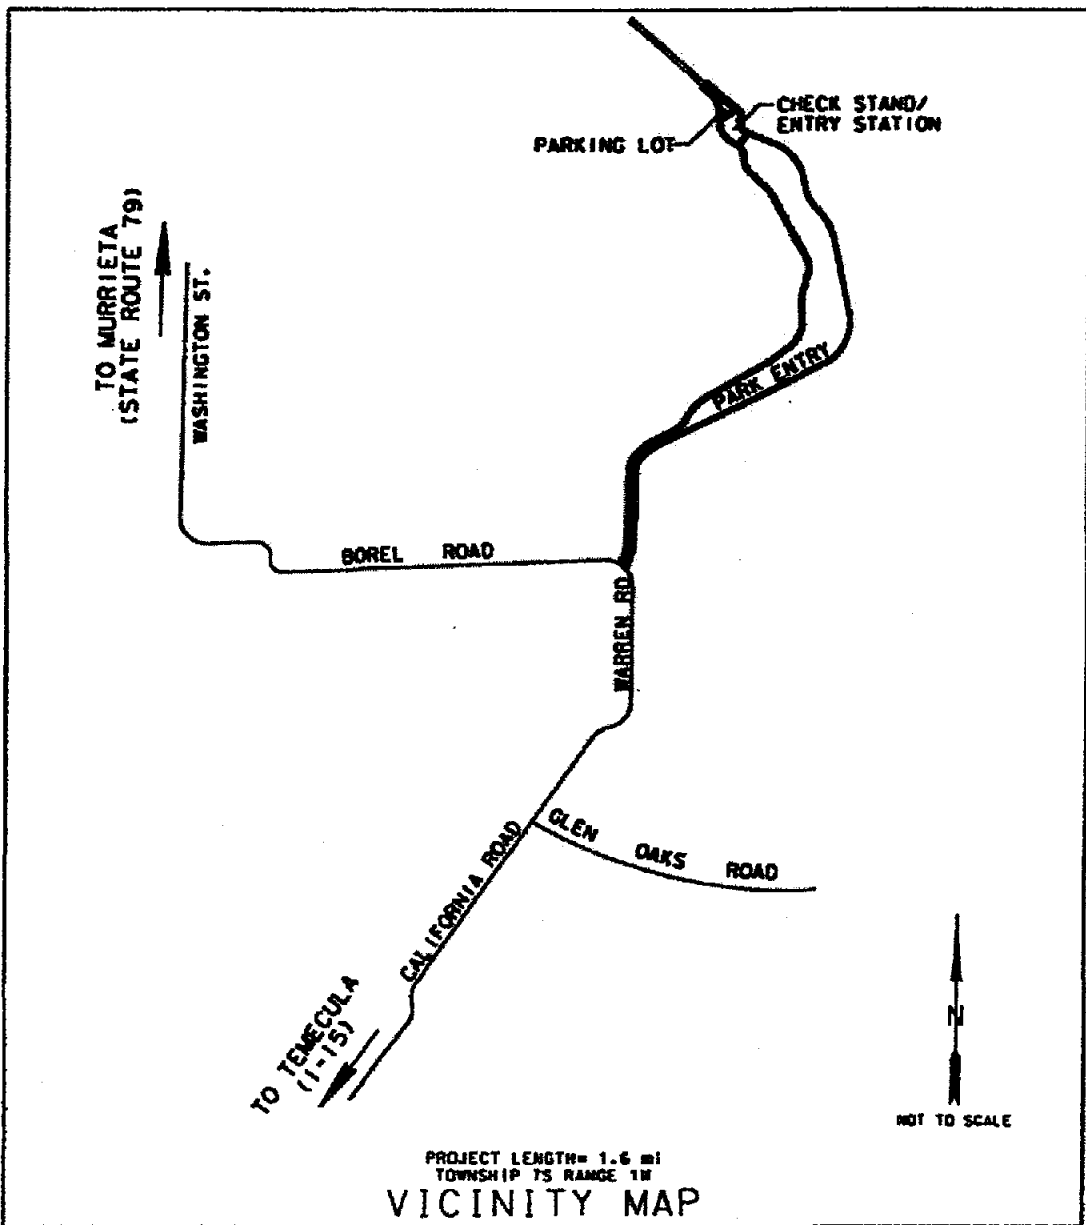 CHECK STAND/
ENTRY STATION
PARKING LOT
TO MURRIETA
(STATE ROUTE 79)
WASHINGTON ST.
PARK ENTRY
BOREL ROAD
WARREN RD
GLEN OAKS ROAD
CALIFORNIA ROAD
TO TEMECULA
(I-15)
N
NOT TO SCALE
PROJECT LENGTH= 1.6 mi
TOWNSHIP 7S RANGE 1W
VICINITY MAP